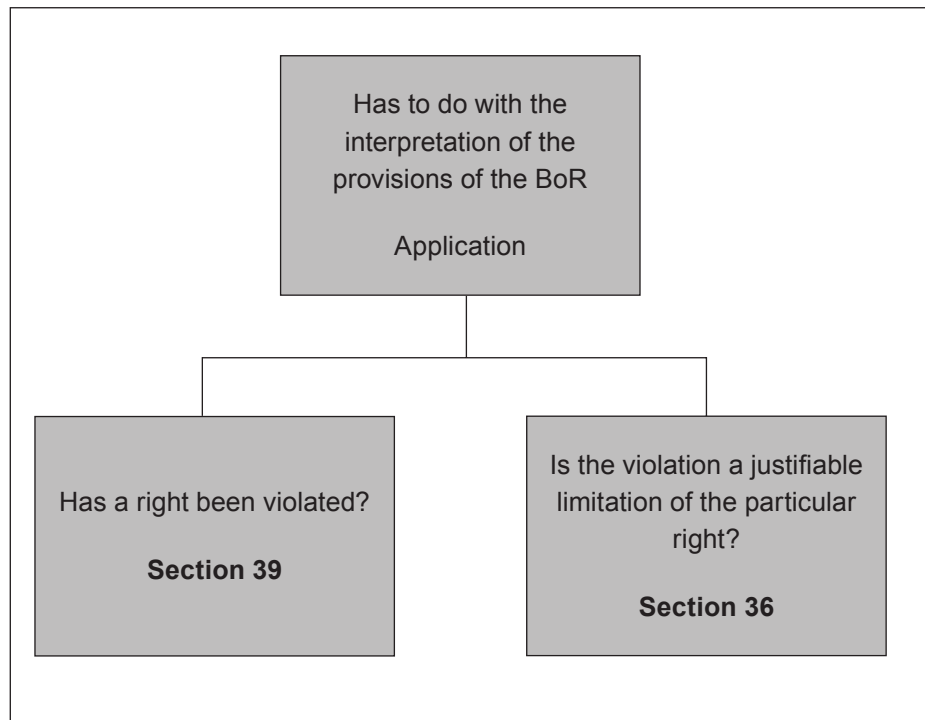 Has to do with the
interpretation of the
provisions of the BoR
Application
Has a right been violated?
Section 39
Is the violation a justifiable
limitation of the particular
right?
Section 36